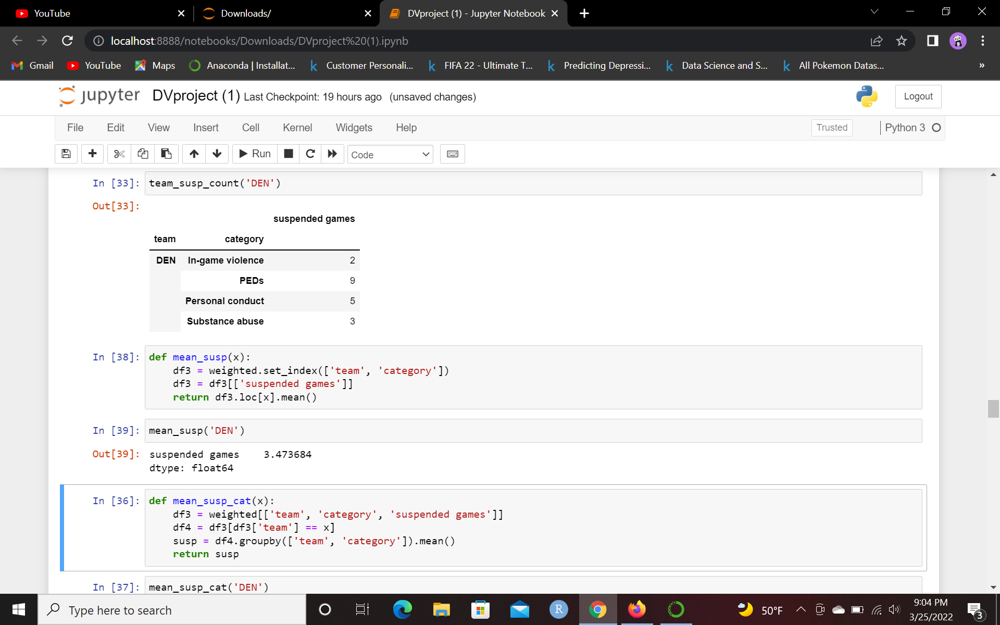 YouTube
Downloads/
DVproject (1) - Jupyter Notebook
localhost:8888/notebooks/Downloads/DVproject%20(1).ipynb
Gmail YouTube Maps Anaconda | Installat... Customer Personali... FIFA 22 - Ultimate T... Predicting Depressi... Data Science and S... All Pokemon Datas... »
jupyter DVproject (1) Last Checkpoint: 19 hours ago (unsaved changes) Logout
File Edit View Insert Cell Kernel Widgets Help Trusted Python 3
Run Code
In [33]: team_susp_count('DEN')
Out[33]:
suspended games
team category
DEN In-game violence 2
PEDs 9
Personal conduct 5
Substance abuse 3
In [38]: def mean_susp(x):
df3 = weighted.set_index(['team', 'category'])
df3 = df3[['suspended games']]
return df3.loc[x].mean()
In [39]: mean_susp('DEN')
Out[39]: suspended games 3.473684
dtype: float64
In [36]: def mean_susp_cat(x):
df3 = weighted[['team', 'category', 'suspended games']]
df4 = df3[df3['team'] == x]
susp = df4.groupby(['team', 'category']).mean()
return susp
In [37]: mean_susp_cat('DEN')
Type here to search
R
50°F
9:04 PM
3/25/2022
3